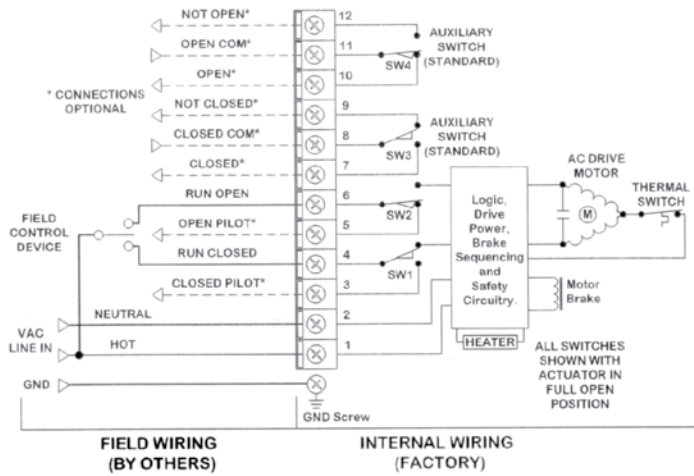 NOT OPEN*
12
AUXILIARY
SWITCH
(STANDARD)
OPEN COM*
11
SW4
OPEN*
10
* CONNECTIONS
OPTIONAL
NOT CLOSED*
9
AUXILIARY
SWITCH
(STANDARD)
CLOSED COM*
8
SW3
CLOSED*
7
AC DRIVE
MOTOR
THERMAL
SWITCH
RUN OPEN
6
SW2
FIELD
CONTROL
DEVICE
OPEN PILOT*
5
Logic,
Drive
Power,
Brake
Sequencing
and
Safety
Circuitry.
M
RUN CLOSED
4
SW1
CLOSED PILOT*
3
Motor
Brake
NEUTRAL
2
VAC
LINE IN
HOT
1
HEATER
ALL SWITCHES
SHOWN WITH
ACTUATOR IN
FULL OPEN
POSITION
GND
GND Screw
FIELD WIRING
(BY OTHERS)
INTERNAL WIRING
(FACTORY)